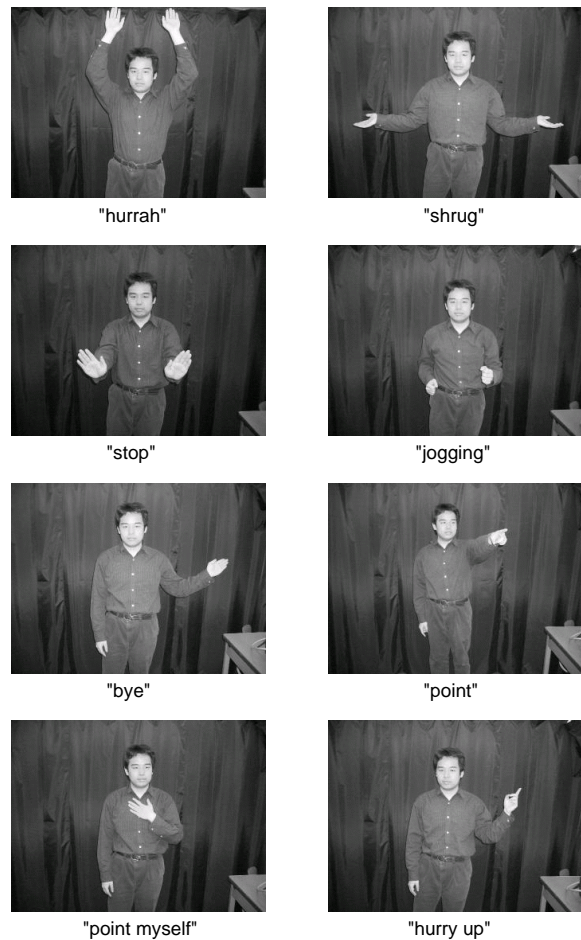 "hurrah"
"shrug"
"stop"
"jogging"
"bye"
"point"
"point myself"
"hurry up"